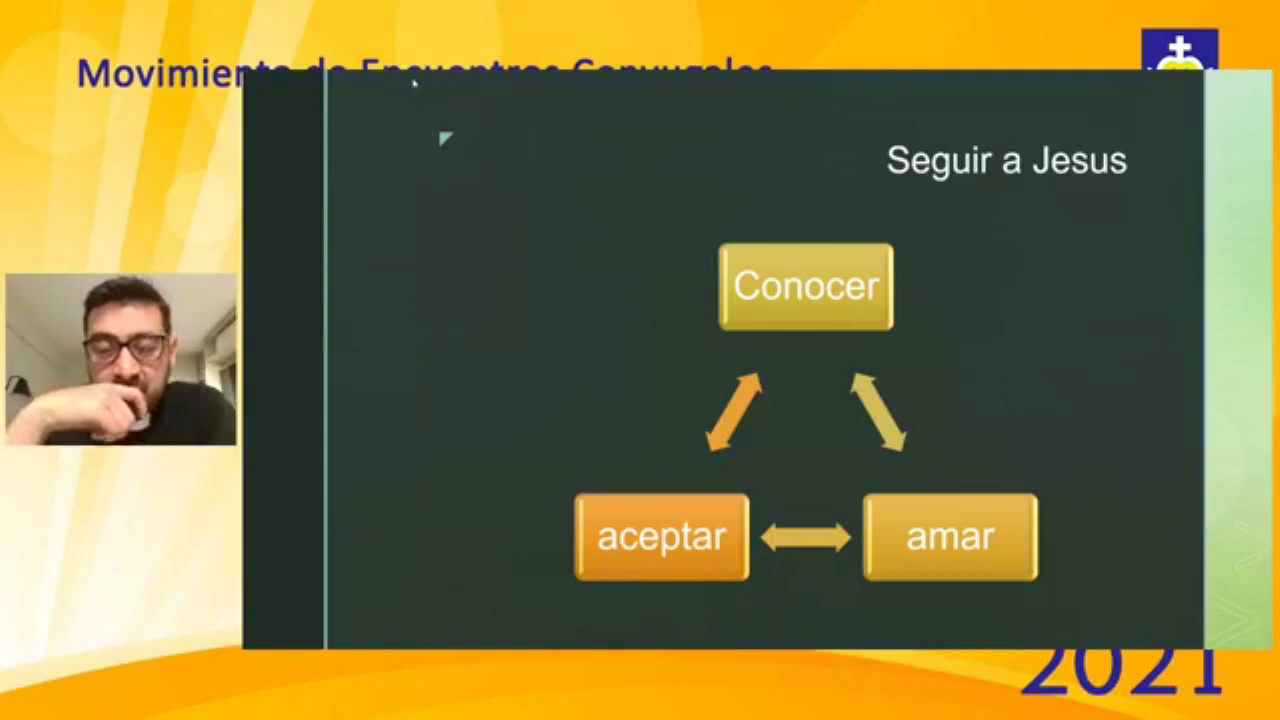 Movimiento de Encuentros Conyugales
Seguir a Jesus
Conocer
aceptar
amar
2021